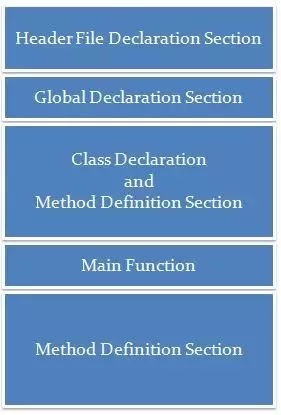 Header File Declaration Section
Global Declaration Section
Class Declaration
and
Method Definition Section
Main Function
Method Definition Section